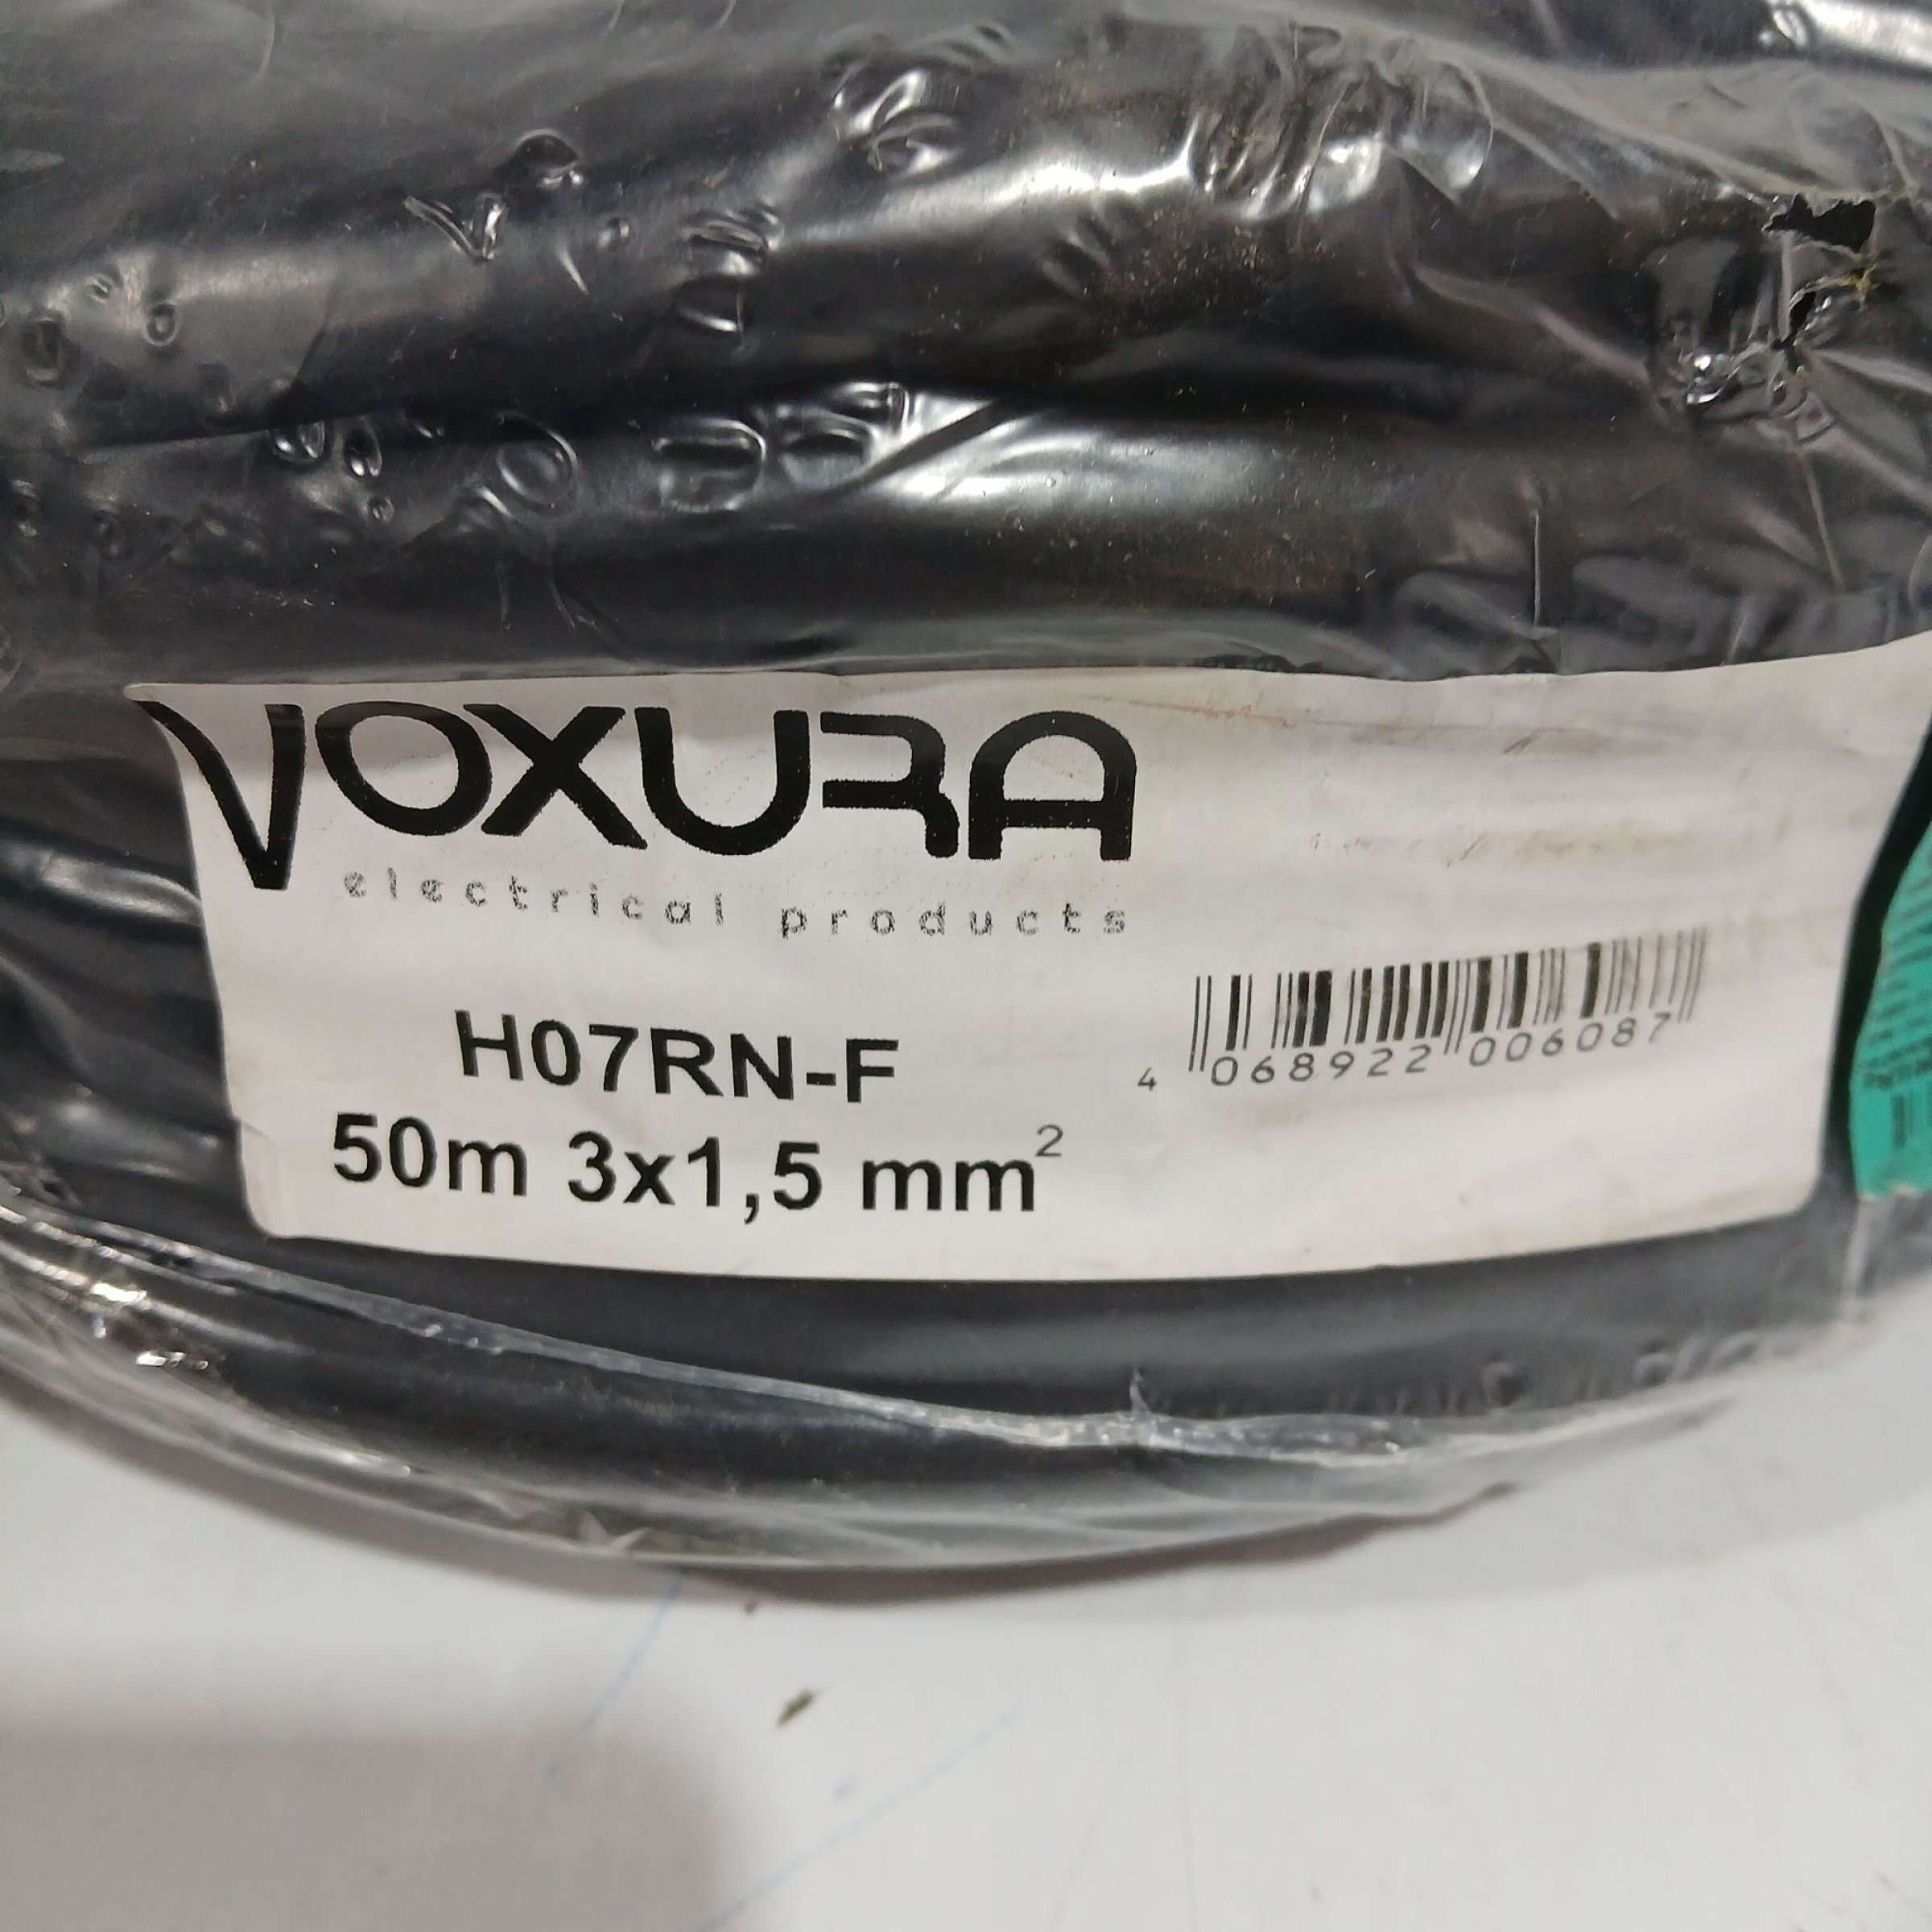 VOXURA
electrical products
H07RN-F
50m 3x1,5 mm²
4 068922 006087